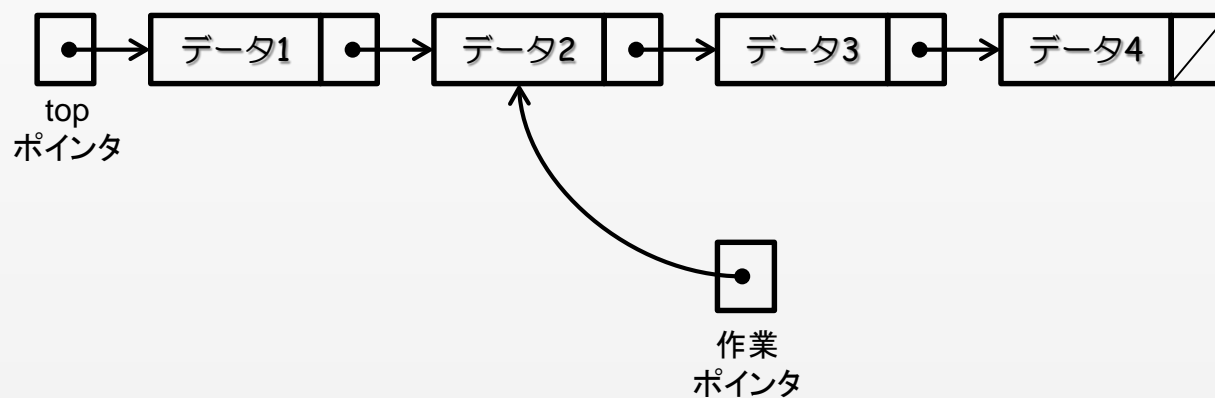 データ1
データ2
データ3
データ4
top
ポインタ
作業
ポインタ